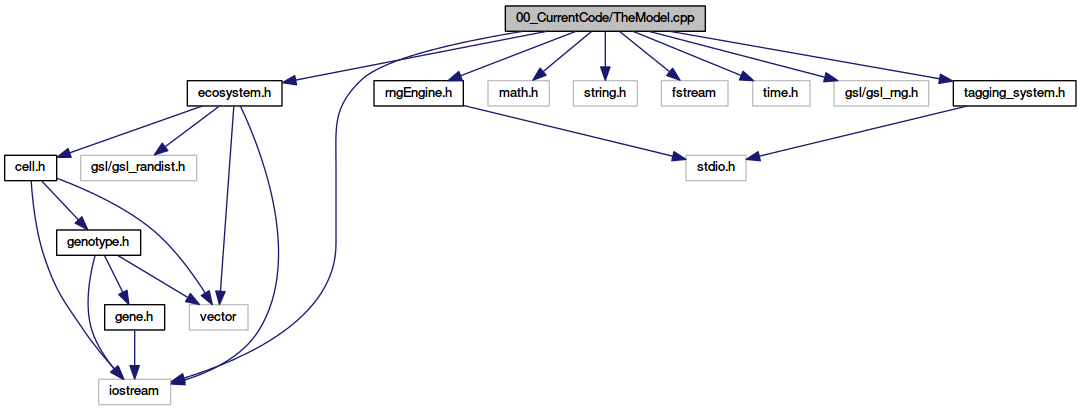 00_CurrentCode/TheModel.cpp
ecosystem.h
rngEngine.h
math.h
string.h
fstream
time.h
gsl/gsl_rng.h
tagging_system.h
cell.h
gsl/gsl_randist.h
stdio.h
genotype.h
gene.h
vector
iostream